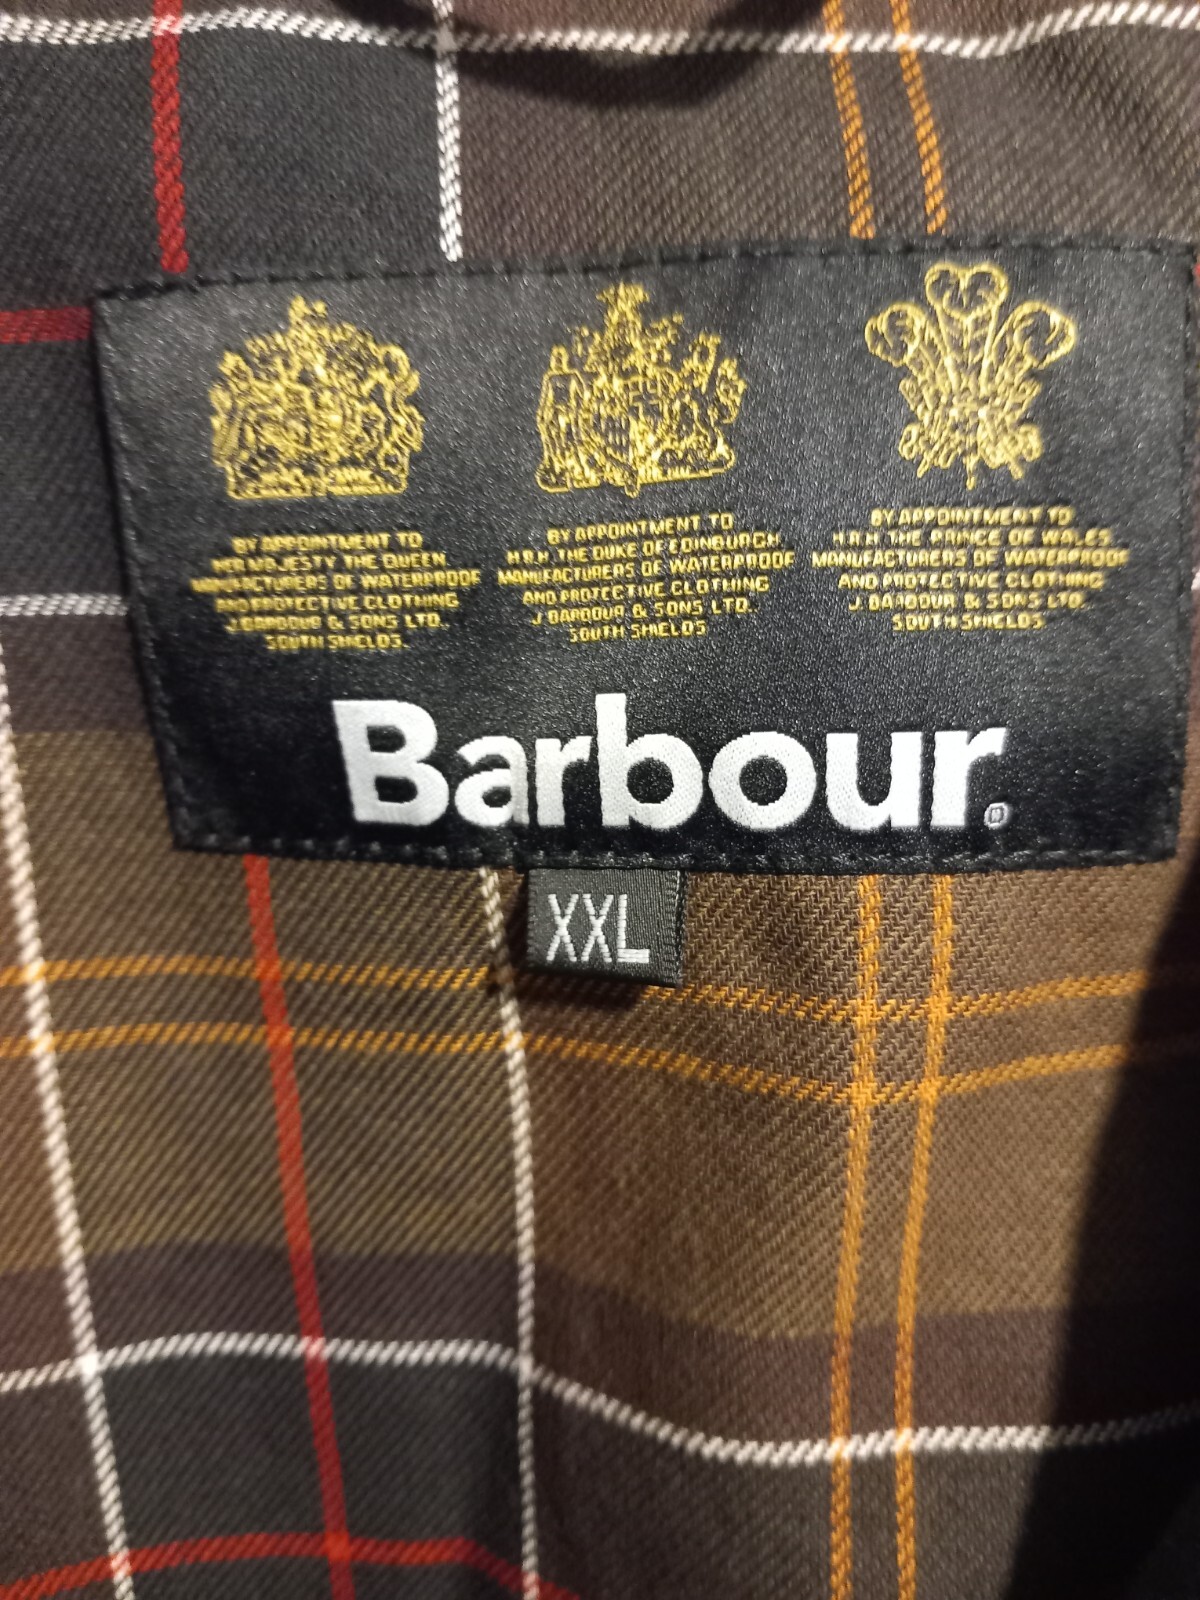 BY APPOINTMENT TO
HER MAJESTY THE QUEEN
MANUFACTURERS OF WATERPROOF
AND PROTECTIVE CLOTHING
J. BARBOUR & SONS LTD.
SOUTH SHIELDS.
BY APPOINTMENT TO
H.R.H. THE DUKE OF EDINBURGH
MANUFACTURERS OF WATERPROOF
AND PROTECTIVE CLOTHING
J. BARBOUR & SONS LTD.
SOUTH SHIELDS
BY APPOINTMENT TO
H.R.H. THE PRINCE OF WALES
MANUFACTURERS OF WATERPROOF
AND PROTECTIVE CLOTHING
J. BARBOUR & SONS LTD.
SOUTH SHIELDS
Barbour®
XXL